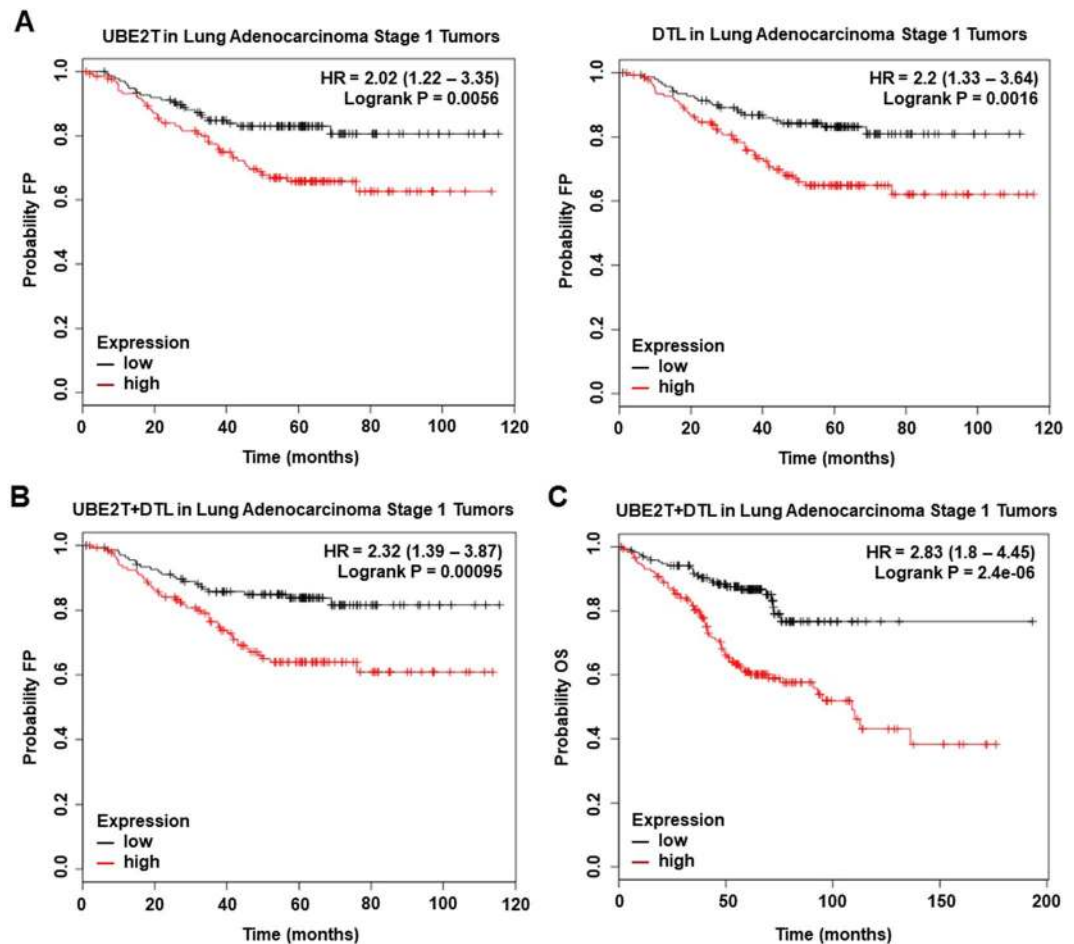 A
UBE2T in Lung Adenocarcinoma Stage 1 Tumors
HR = 2.02 (1.22 – 3.35)
Logrank P = 0.0056
Probability FP
1.0
0.8
0.6
0.4
0.2
0.0
Expression
low
high
0 20 40 60 80 100 120
Time (months)
DTL in Lung Adenocarcinoma Stage 1 Tumors
HR = 2.2 (1.33 – 3.64)
Logrank P = 0.0016
Probability FP
1.0
0.8
0.6
0.4
0.2
0.0
Expression
low
high
0 20 40 60 80 100 120
Time (months)
B
UBE2T+DTL in Lung Adenocarcinoma Stage 1 Tumors
HR = 2.32 (1.39 – 3.87)
Logrank P = 0.00095
Probability FP
1.0
0.8
0.6
0.4
0.2
0.0
Expression
low
high
0 20 40 60 80 100 120
Time (months)
C
UBE2T+DTL in Lung Adenocarcinoma Stage 1 Tumors
HR = 2.83 (1.8 – 4.45)
Logrank P = 2.4e-06
Probability OS
1.0
0.8
0.6
0.4
0.2
0.0
Expression
low
high
0 50 100 150 200
Time (months)